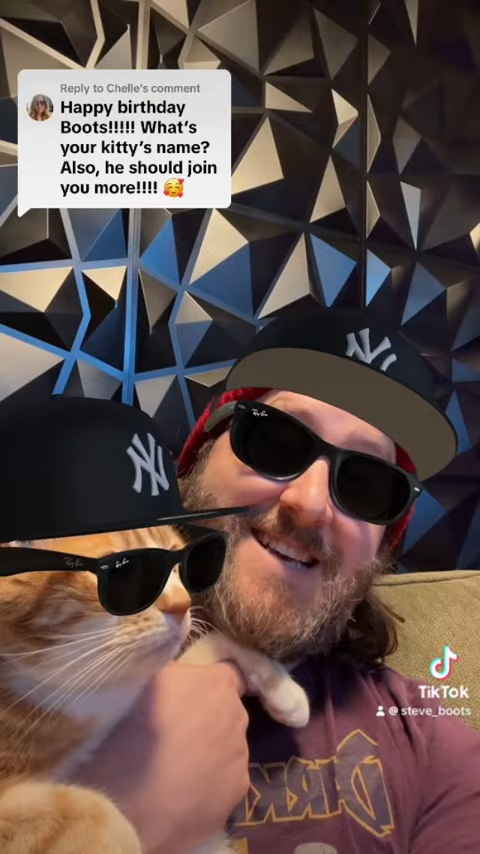 Reply to Chelle's comment
Happy birthday
Boots!!!!! What's
your kitty's name?
Also, he should join
you more!!!! 🥰
NY
Ray-Ban
NY
Ray-Ban
TikTok
@ steve_boots